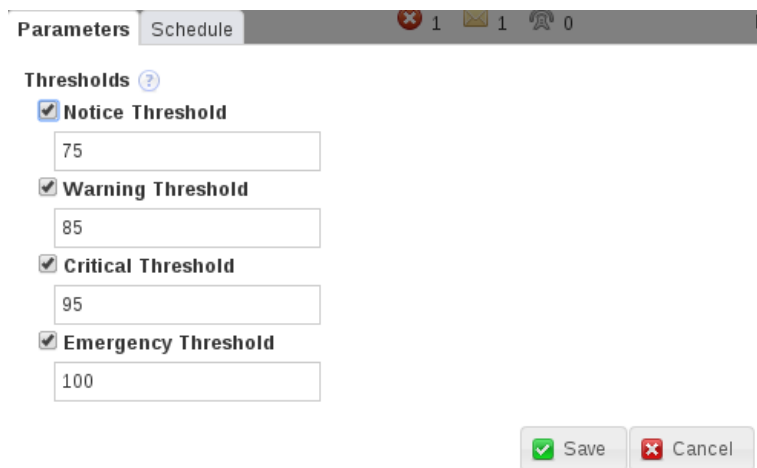 Parameters Schedule 1 1 0
Thresholds ?
Notice Threshold
75
Warning Threshold
85
Critical Threshold
95
Emergency Threshold
100
Save Cancel